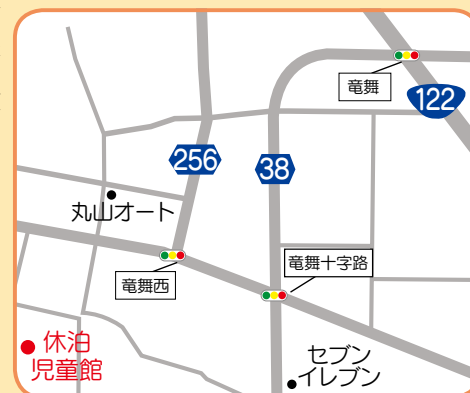 竜舞
122
256
38
丸山オート
竜舞十字路
竜舞西
休泊
児童館
セブン
イレブン